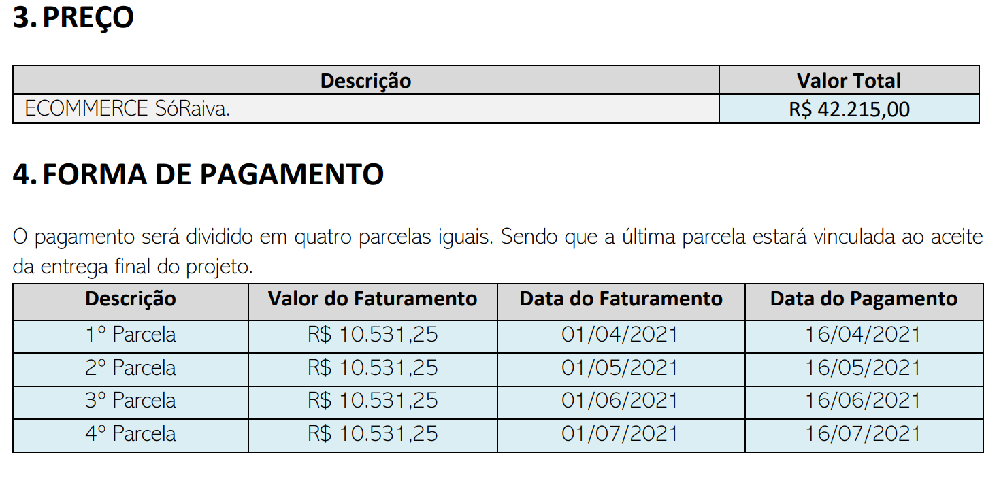 3. PREÇO
Descrição Valor Total
ECOMMERCE SóRaiva. R$ 42.215,00
4. FORMA DE PAGAMENTO
O pagamento será dividido em quatro parcelas iguais. Sendo que a última parcela estará vinculada ao aceite
da entrega final do projeto.
Descrição Valor do Faturamento Data do Faturamento Data do Pagamento
1º Parcela R$ 10.531,25 01/04/2021 16/04/2021
2º Parcela R$ 10.531,25 01/05/2021 16/05/2021
3º Parcela R$ 10.531,25 01/06/2021 16/06/2021
4º Parcela R$ 10.531,25 01/07/2021 16/07/2021